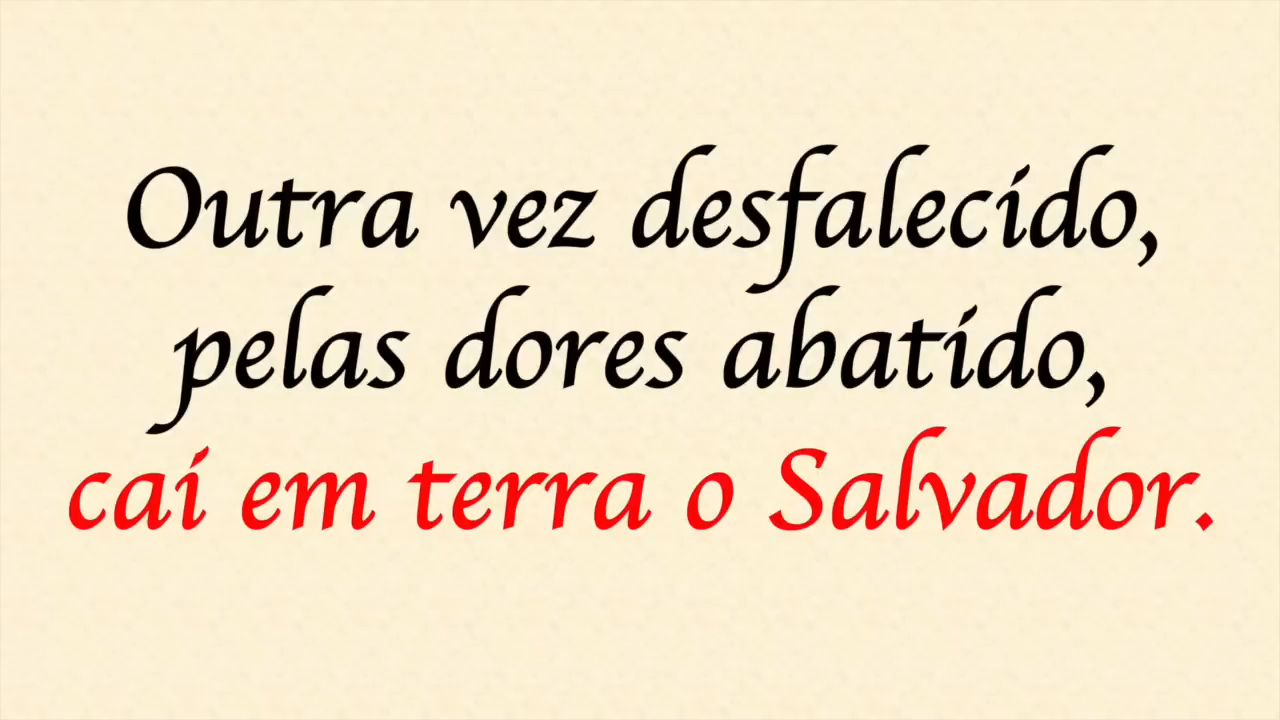 Outra vez desfalecido,
pelas dores abatido,
cai em terra o Salvador.